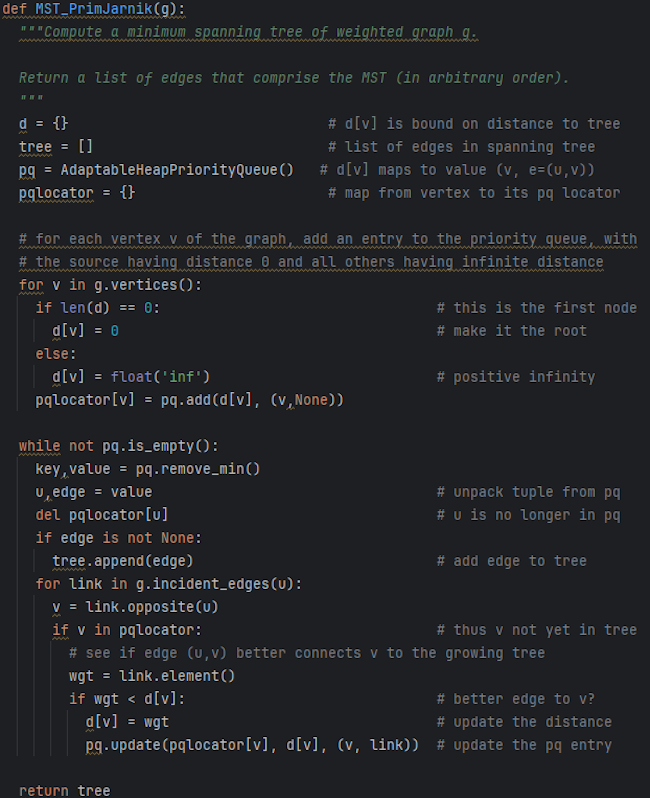 def MST_PrimJarnik(g):
  """Compute a minimum spanning tree of weighted graph g.

  Return a list of edges that comprise the MST (in arbitrary order).
  """
  d = {}                               # d[v] is bound on distance to tree
  tree = []                            # list of edges in spanning tree
  pq = AdaptableHeapPriorityQueue()   # d[v] maps to value (v, e=(u,v))
  pqlocator = {}                       # map from vertex to its pq locator

  # for each vertex v of the graph, add an entry to the priority queue, with
  # the source having distance 0 and all others having infinite distance
  for v in g.vertices():
    if len(d) == 0:                                 # this is the first node
      d[v] = 0                                      # make it the root
    else:
      d[v] = float('inf')                           # positive infinity
    pqlocator[v] = pq.add(d[v], (v,None))

  while not pq.is_empty():
    key,value = pq.remove_min()
    u,edge = value                                  # unpack tuple from pq
    del pqlocator[u]                                # u is no longer in pq
    if edge is not None:
      tree.append(edge)                             # add edge to tree
    for link in g.incident_edges(u):
      v = link.opposite(u)
      if v in pqlocator:                            # thus v not yet in tree
        # see if edge (u,v) better connects v to the growing tree
        wgt = link.element()
        if wgt < d[v]:                              # better edge to v?
          d[v] = wgt                                # update the distance
          pq.update(pqlocator[v], d[v], (v, link))  # update the pq entry

  return tree